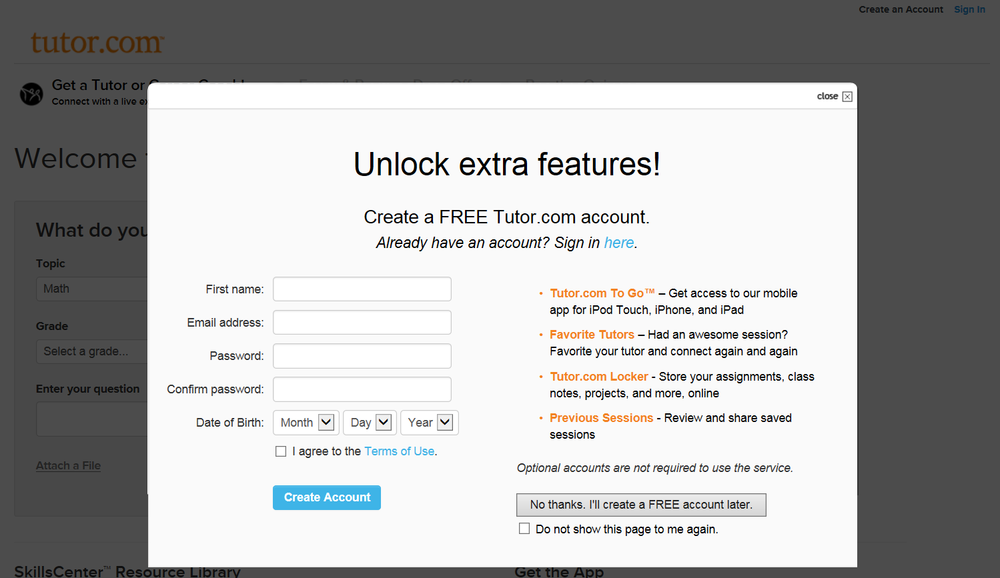 Create an Account Sign In
tutor.com™
Get a Tutor or
Connect with a live
close
Welcome
Unlock extra features!
Create a FREE Tutor.com account.
Already have an account? Sign in here.
What do you
Topic
Math
Grade
Select a grade...
Enter your question
Attach a File
First name:
Email address:
Password:
Confirm password:
Date of Birth: Month Day Year
I agree to the Terms of Use.
Create Account
• Tutor.com To Go™ – Get access to our mobile
app for iPod Touch, iPhone, and iPad
• Favorite Tutors – Had an awesome session?
Favorite your tutor and connect again and again
• Tutor.com Locker - Store your assignments, class
notes, projects, and more, online
• Previous Sessions - Review and share saved
sessions
Optional accounts are not required to use the service.
No thanks. I'll create a FREE account later.
Do not show this page to me again.
SkillsCenter™ Resource Library
Get the App